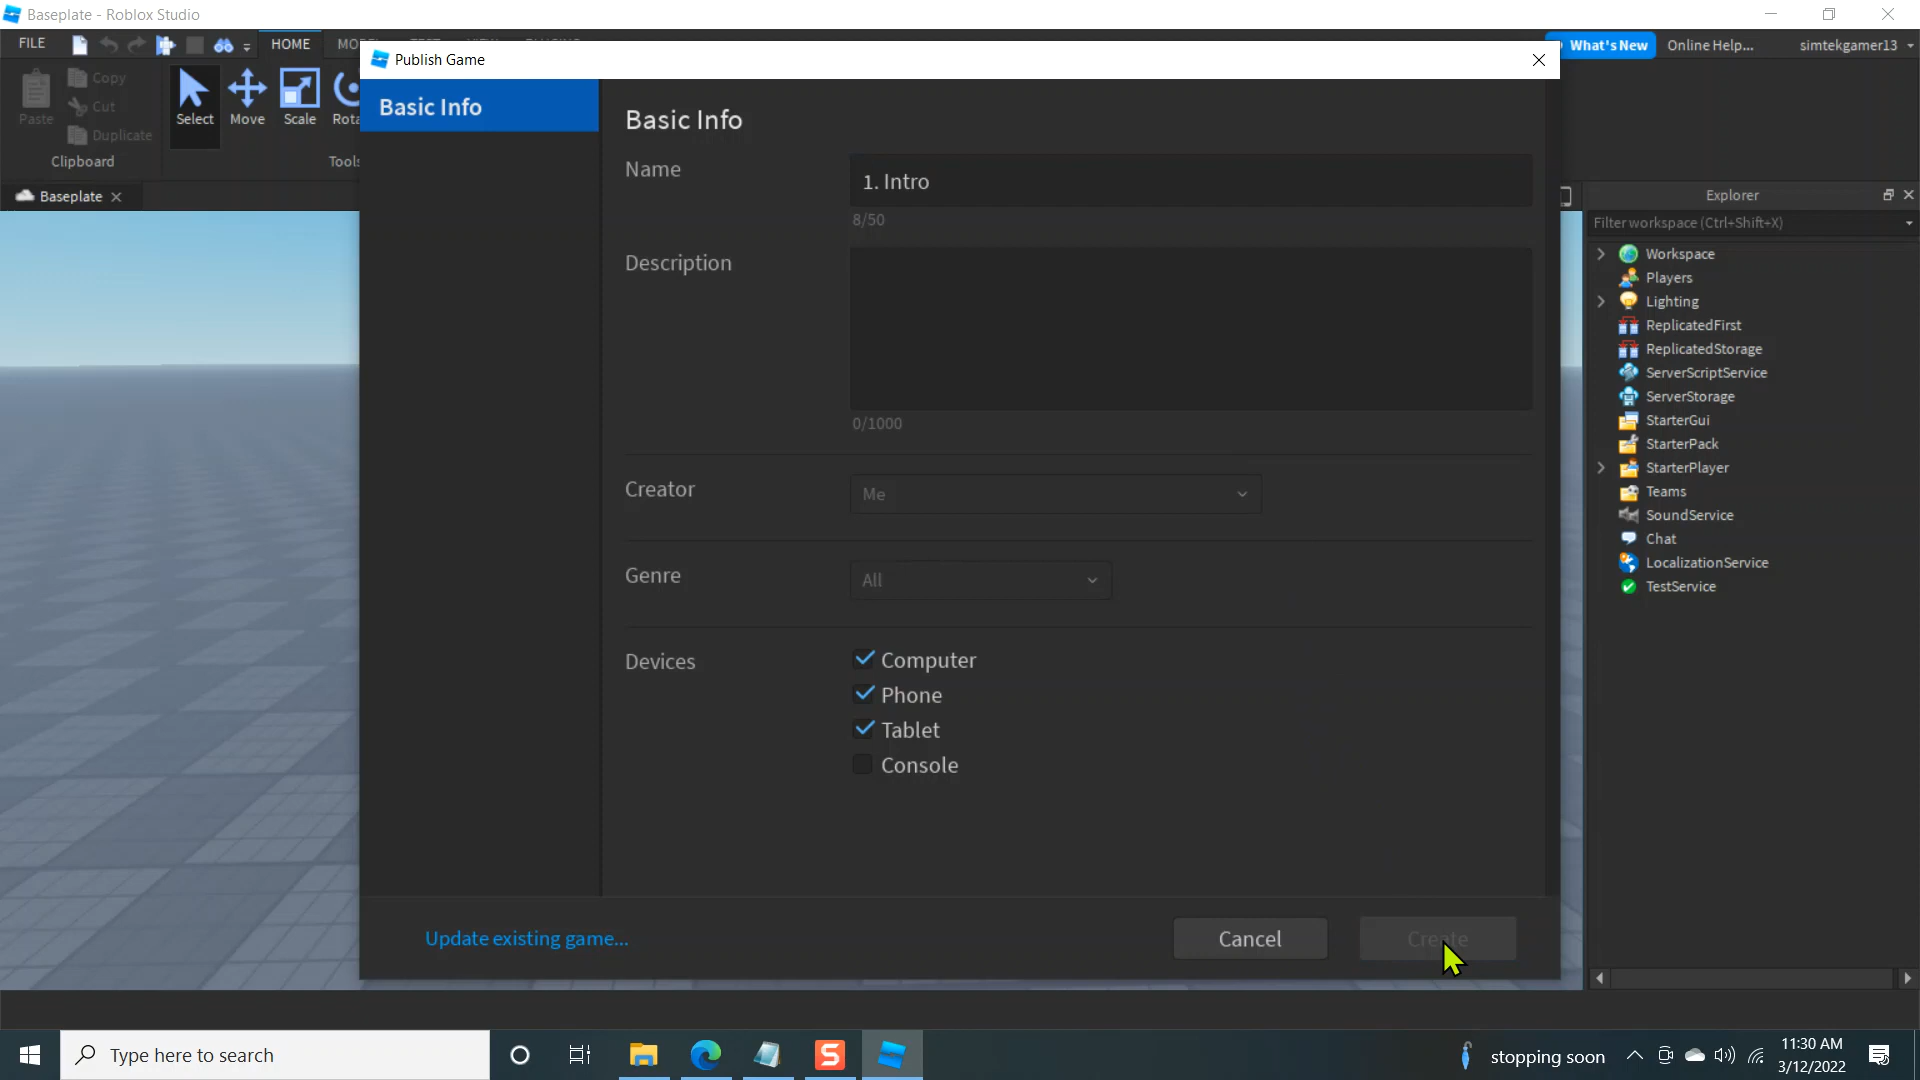 Baseplate - Roblox Studio
FILE
HOME
What's New
Online Help...
simtekgamer13
Publish Game
Paste
Copy
Cut
Duplicate
Clipboard
Select
Move
Scale
Rota
Tools
Baseplate
Basic Info
Basic Info
Name
1. Intro
8/50
Description
0/1000
Creator
Me
Genre
All
Devices
Computer
Phone
Tablet
Console
Update existing game...
Cancel
Create
Explorer
Filter workspace (Ctrl+Shift+X)
Workspace
Players
Lighting
ReplicatedFirst
ReplicatedStorage
ServerScriptService
ServerStorage
StarterGui
StarterPack
StarterPlayer
Teams
SoundService
Chat
LocalizationService
TestService
Type here to search
stopping soon
11:30 AM
3/12/2022